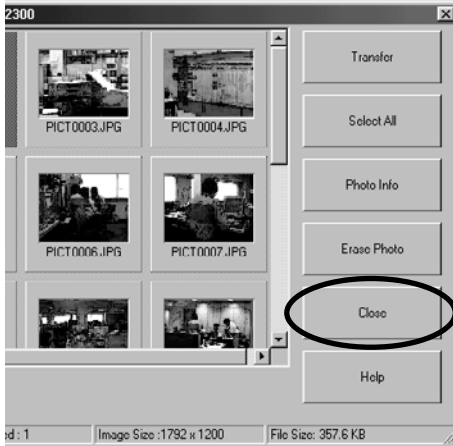 2300
Transfer
PICT0003.JPG PICT0004.JPG
Select All
Photo Info
PICT0006.JPG PICT0007.JPG
Erase Photo
Close
Help
ed : 1 Image Size :1792 x 1200 File Size: 357.6 KB